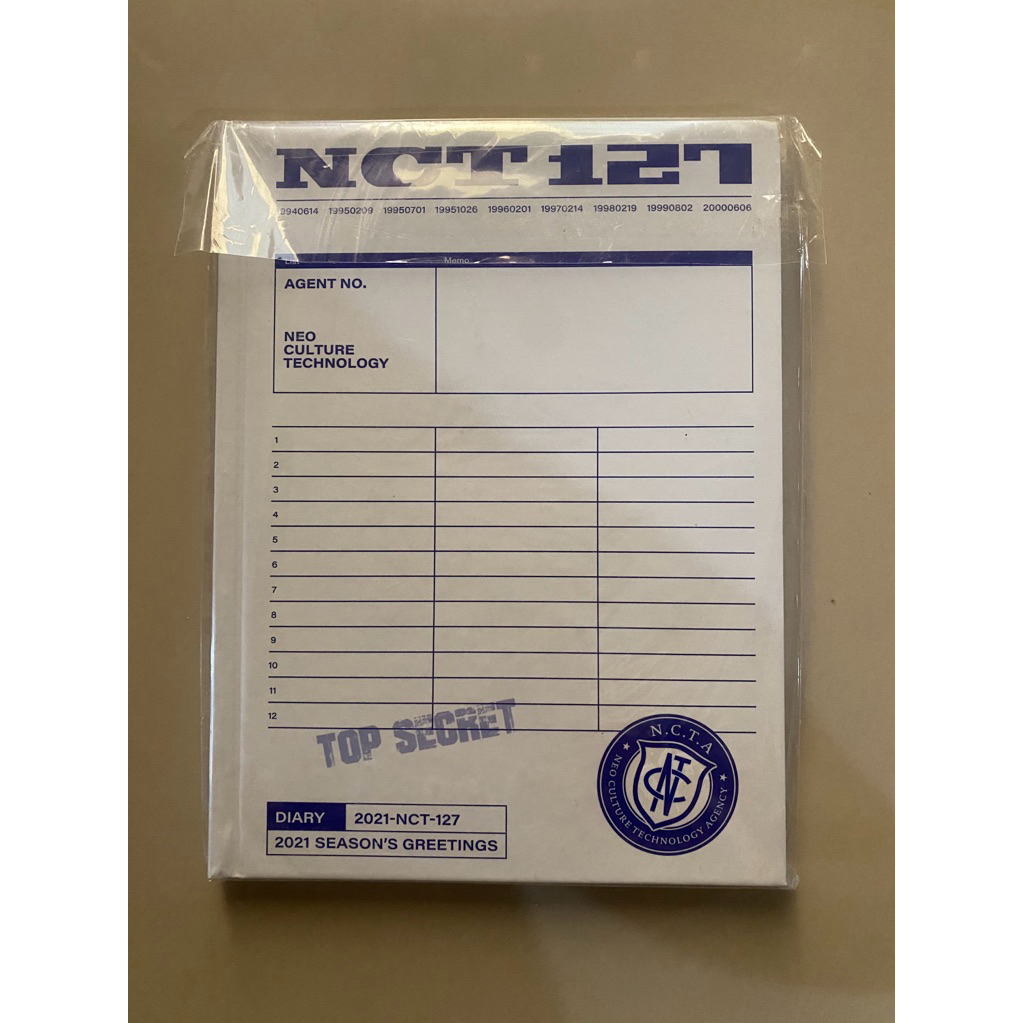 NCT 127
19940614 19950209 19950701 19951026 19960201 19970214 19980219 19990802 20000606
List Memo
AGENT NO.
NEO
CULTURE
TECHNOLOGY
1
2
3
4
5
6
7
8
9
10
11
12
TOP SECRET
N.C.T.A
NCT
NEO CULTURE TECHNOLOGY AGENCY
DIARY 2021-NCT-127
2021 SEASON'S GREETINGS